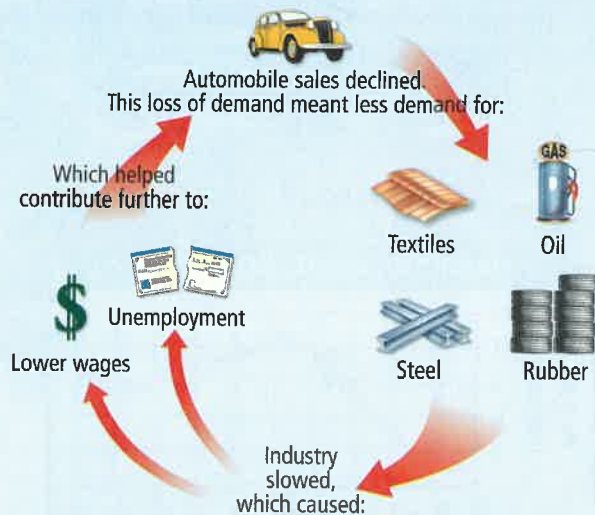 Automobile sales declined.
This loss of demand meant less demand for:
GAS
Textiles
Oil
Steel
Rubber
Industry
slowed,
which caused:
Unemployment
Lower wages
Which helped
contribute further to:
$